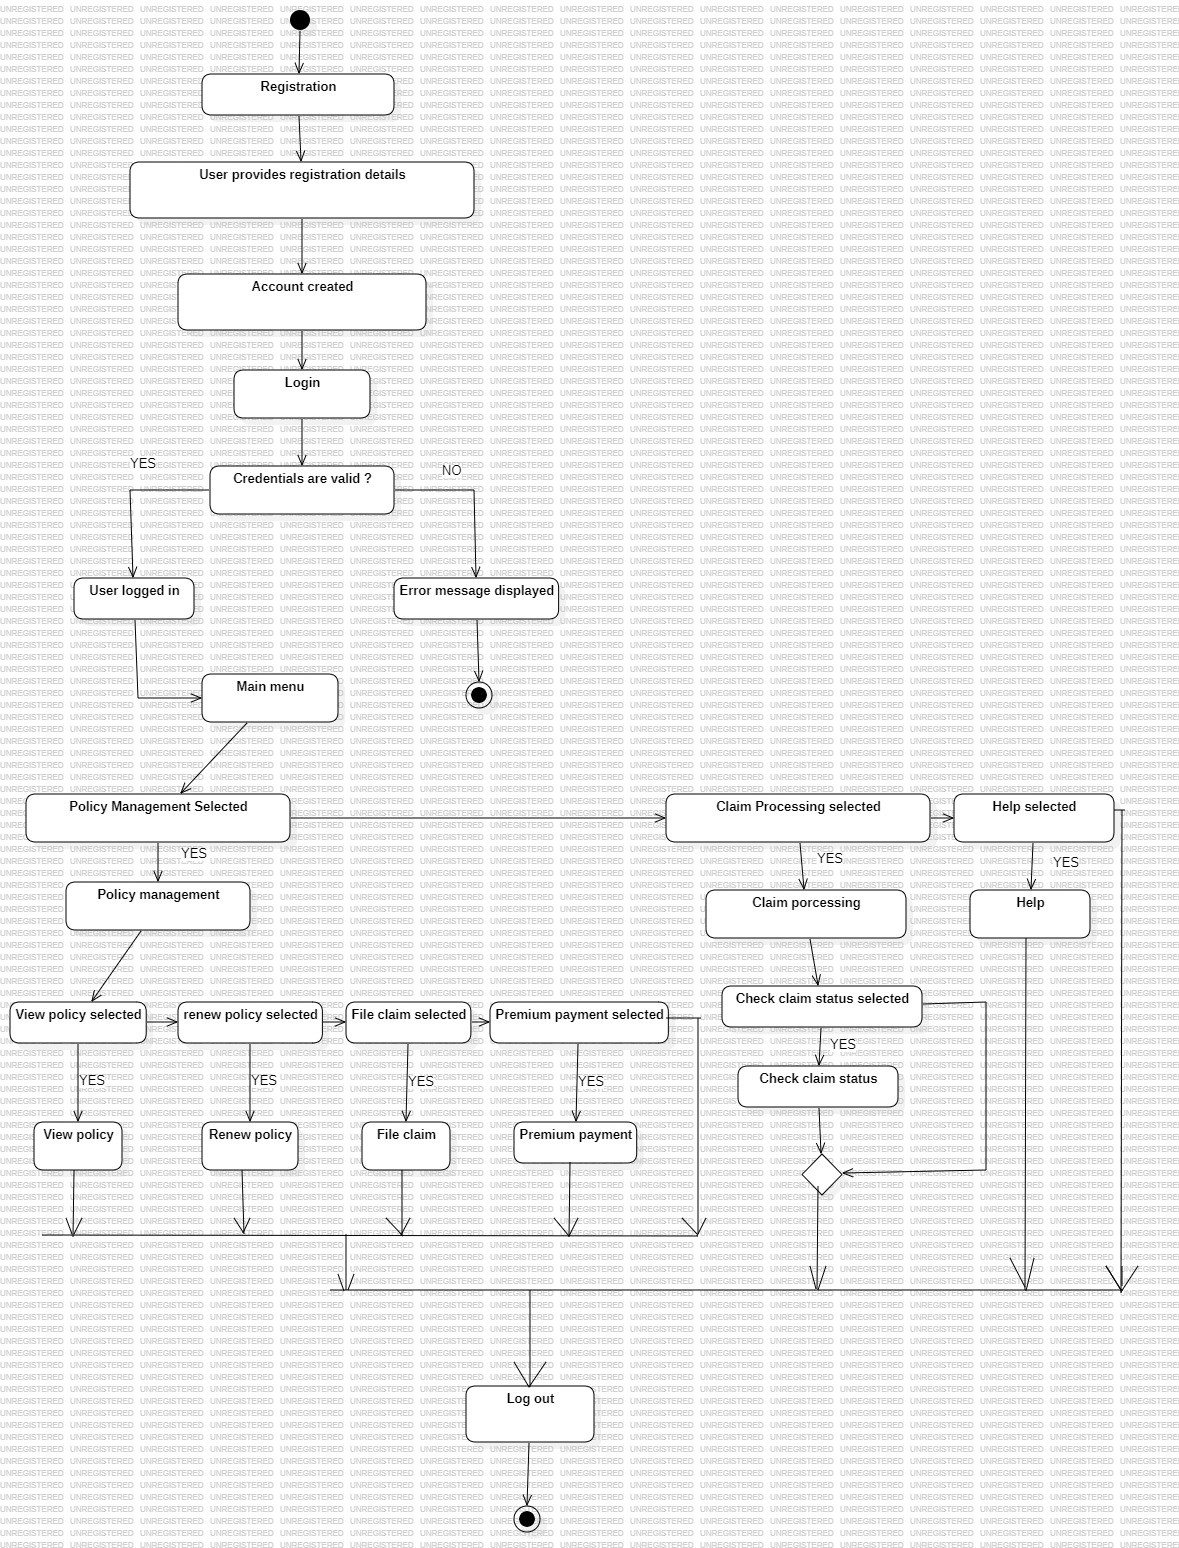 Registration
User provides registration details
Account created
Login
YES
NO
Credentials are valid ?
User logged in
Error message displayed
Main menu
Policy Management Selected
Claim Processing selected
Help selected
YES
YES
YES
Policy management
Claim porcessing
Help
View policy selected
renew policy selected
File claim selected
Premium payment selected
Check claim status selected
YES
Check claim status
YES
YES
YES
YES
View policy
Renew policy
File claim
Premium payment
Log out
UNREGISTERED